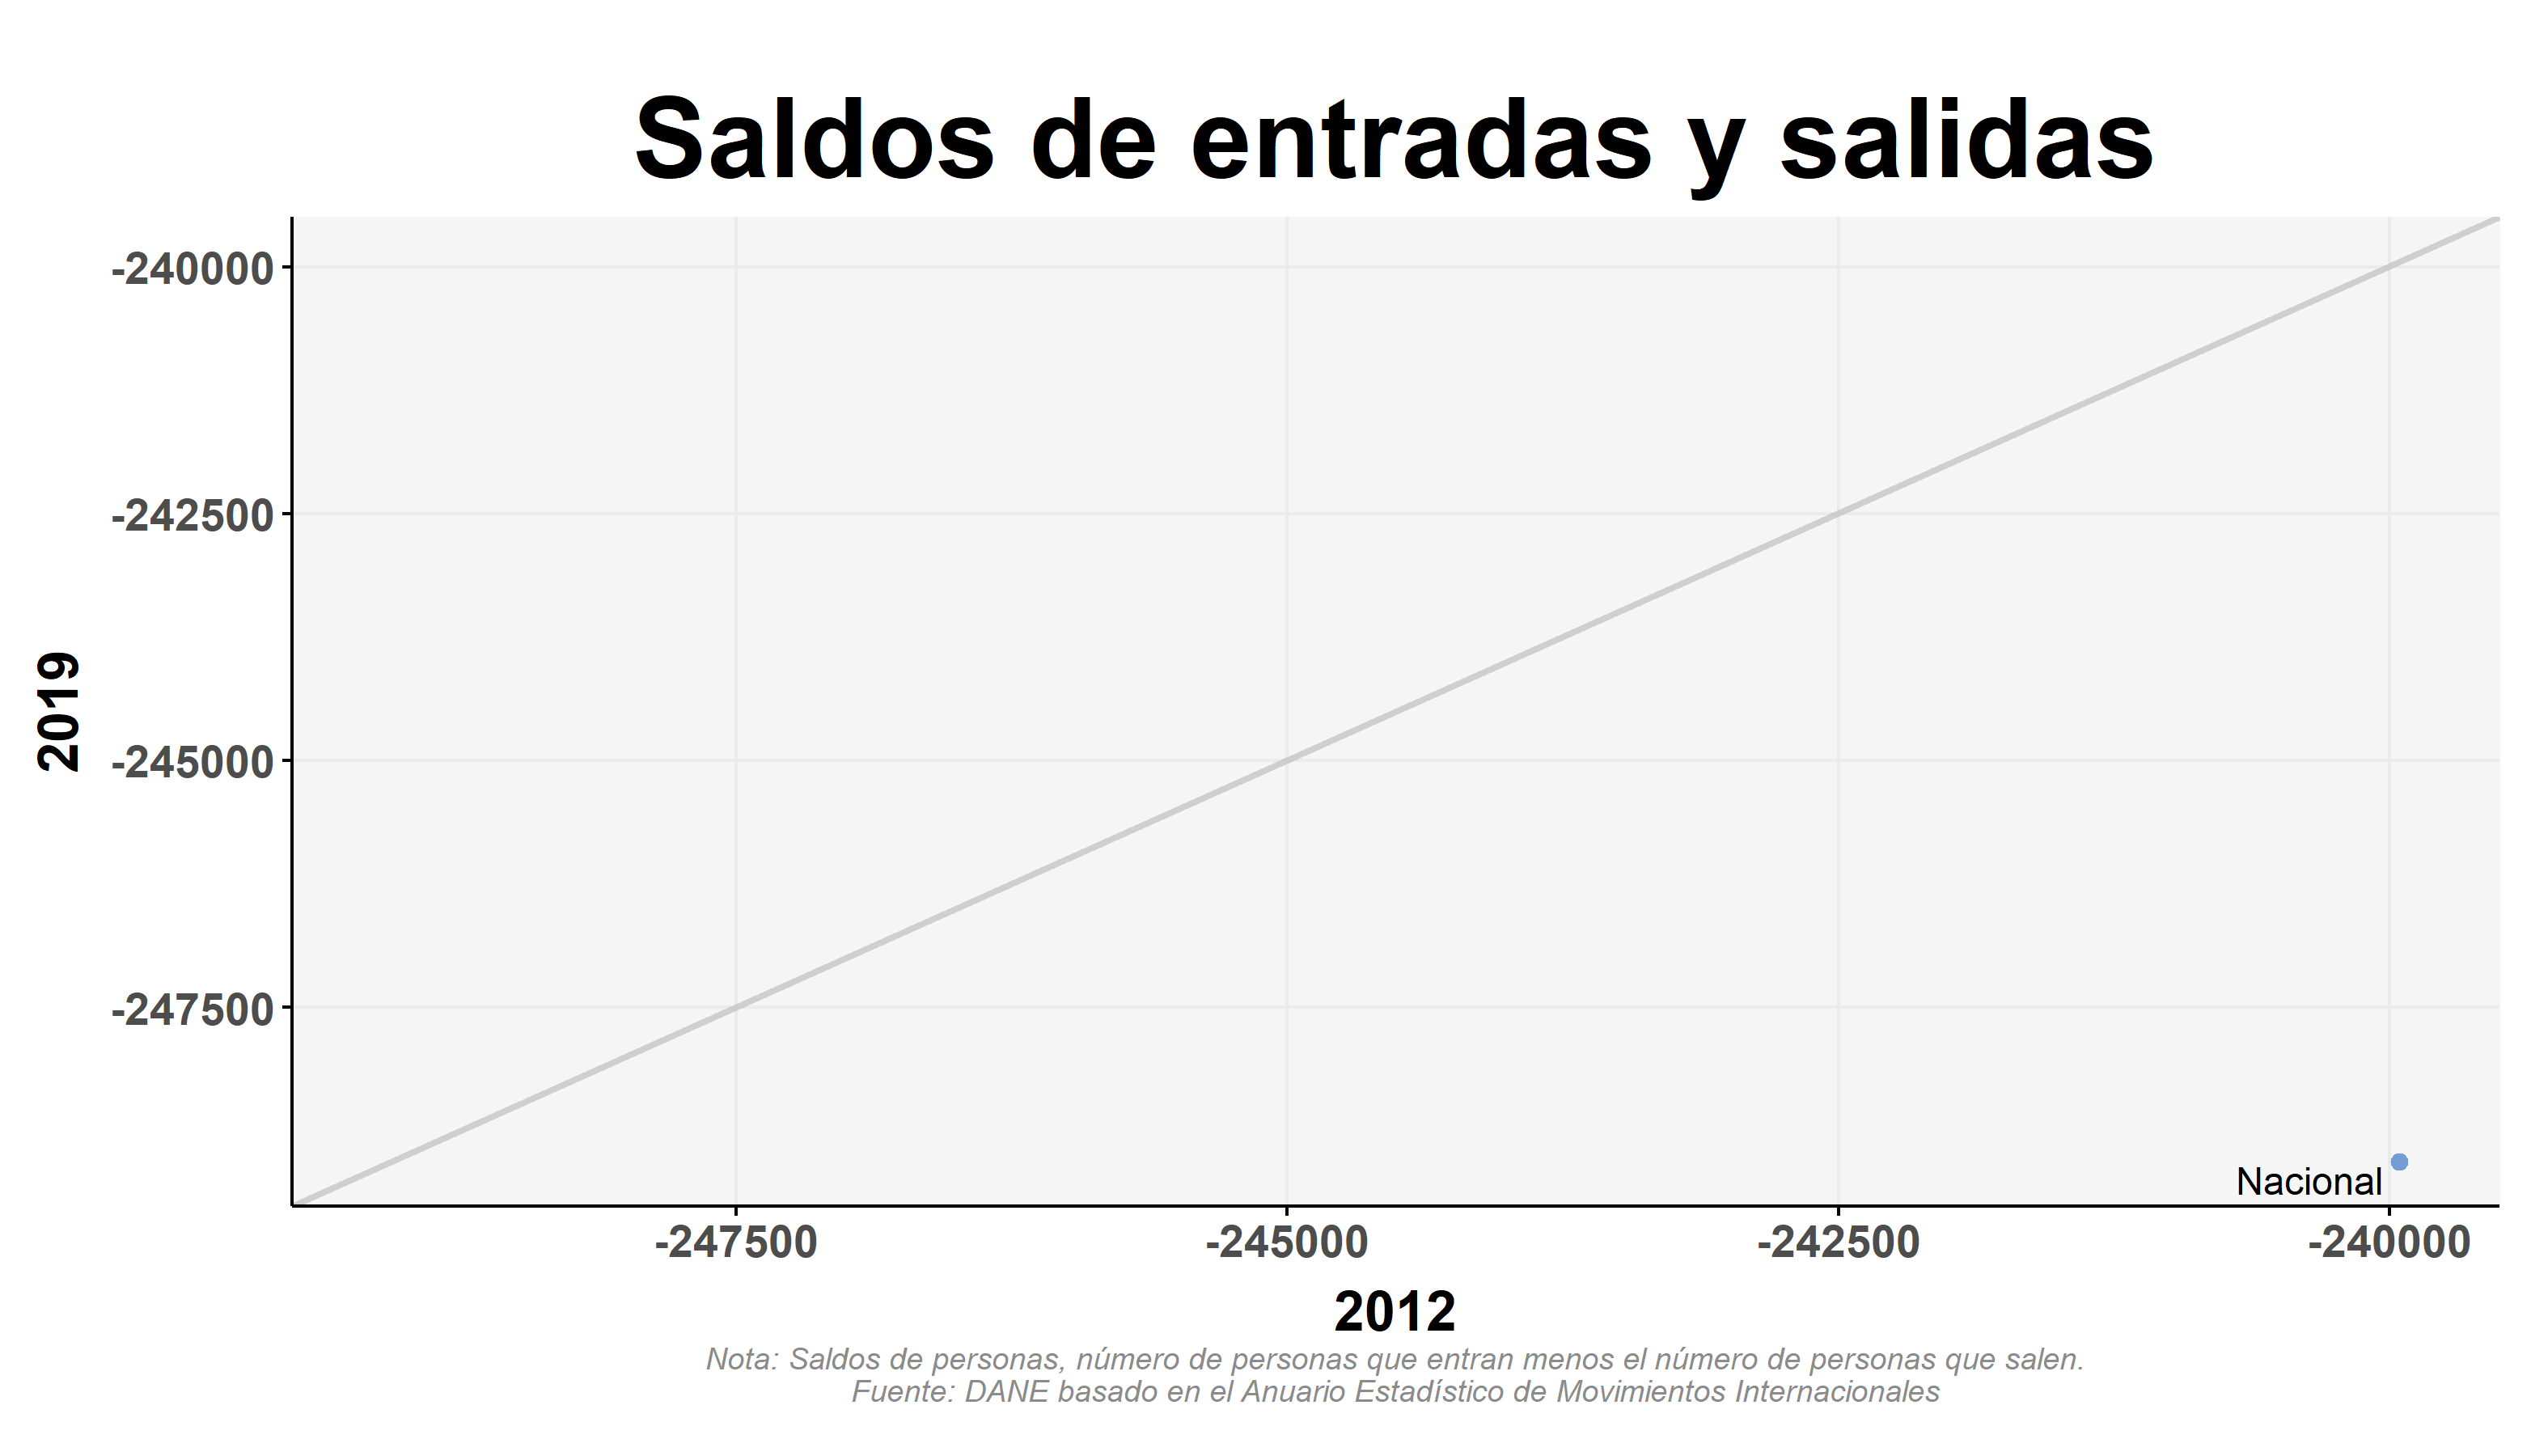 Saldos de entradas y salidas
-240000
-242500
-245000
-247500
2019
Nacional
-247500
-245000
-242500
-240000
2012
Nota: Saldos de personas, número de personas que entran menos el número de personas que salen.
Fuente: DANE basado en el Anuario Estadístico de Movimientos Internacionales